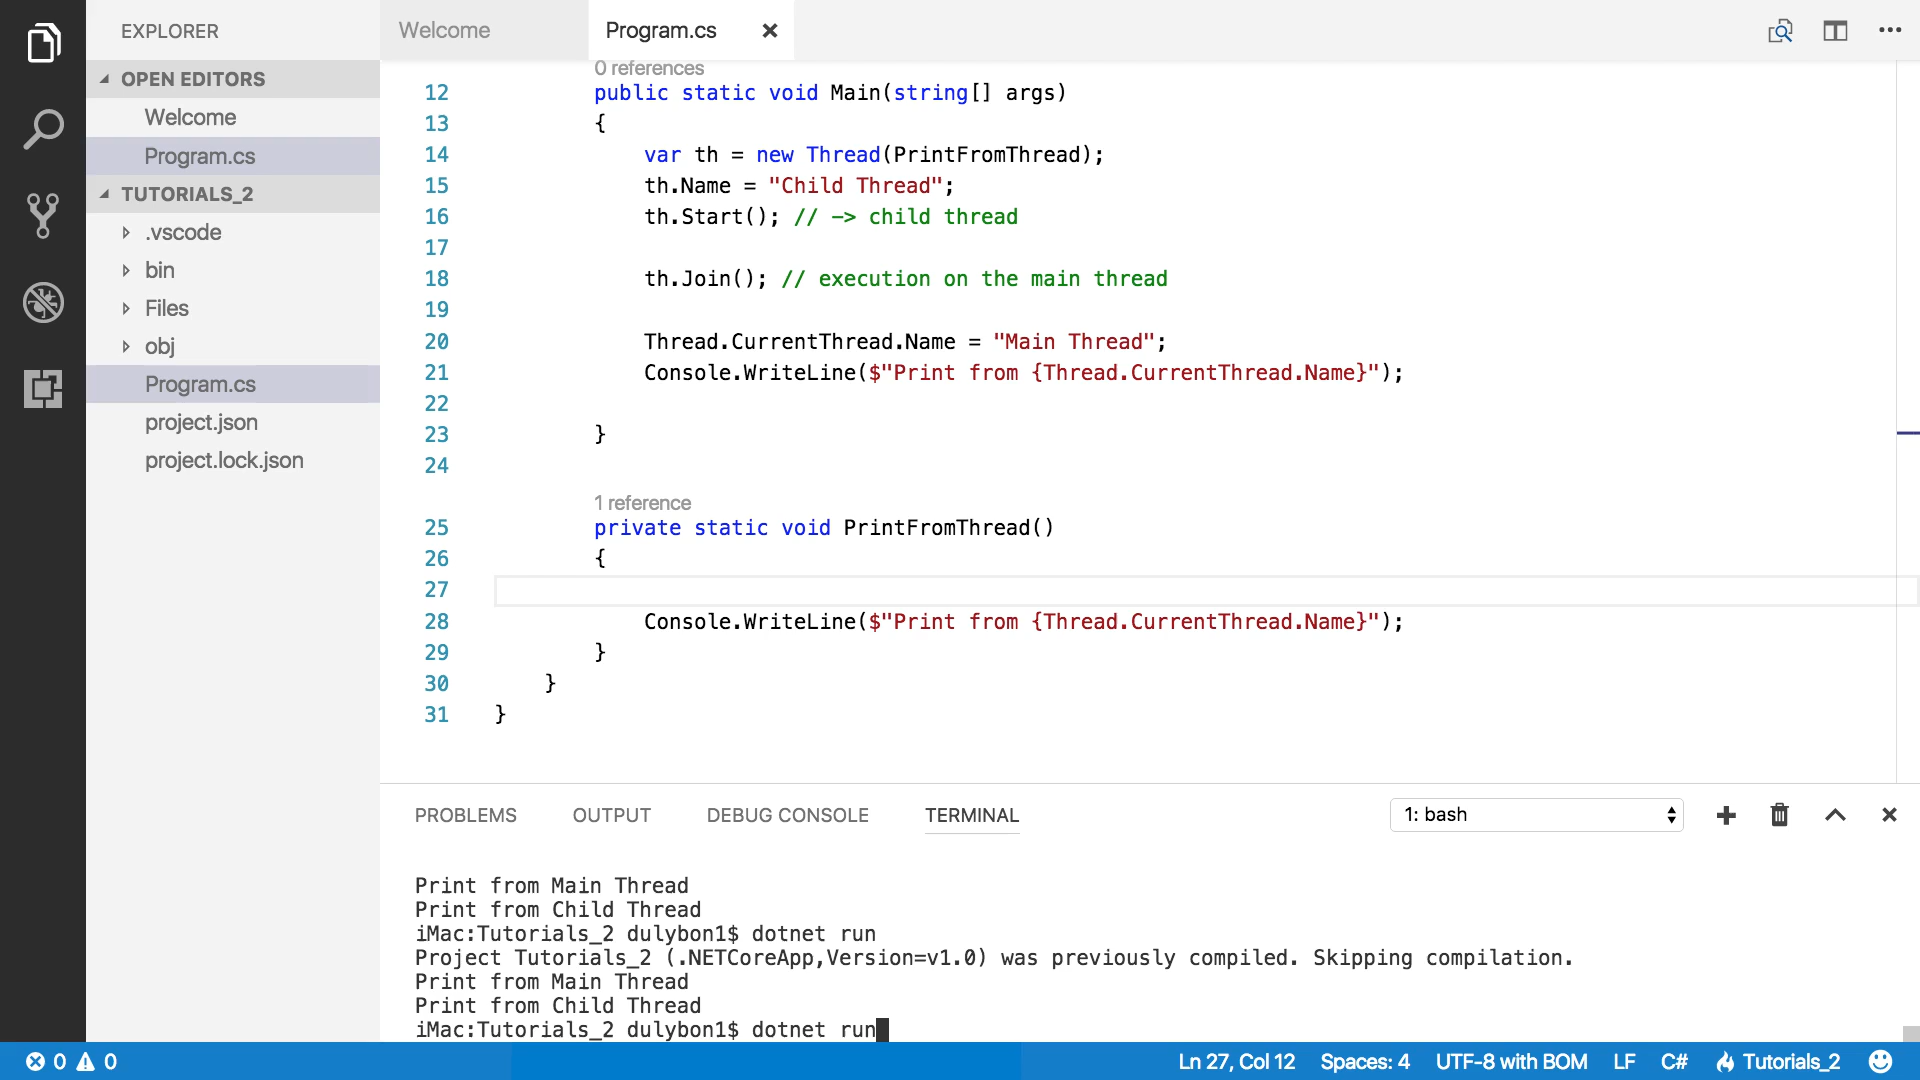 EXPLORER
OPEN EDITORS
Welcome
Program.cs
TUTORIALS_2
.vscode
bin
Files
obj
Program.cs
project.json
project.lock.json
Welcome
Program.cs
0 references
12 public static void Main(string[] args)
13 {
14 var th = new Thread(PrintFromThread);
15 th.Name = "Child Thread";
16 th.Start(); // -> child thread
17
18 th.Join(); // execution on the main thread
19
20 Thread.CurrentThread.Name = "Main Thread";
21 Console.WriteLine($"Print from {Thread.CurrentThread.Name}");
22
23 }
24
1 reference
25 private static void PrintFromThread()
26 {
27
28 Console.WriteLine($"Print from {Thread.CurrentThread.Name}");
29 }
30 }
31 }
PROBLEMS OUTPUT DEBUG CONSOLE TERMINAL 1: bash
Print from Main Thread
Print from Child Thread
iMac:Tutorials_2 dulybon1$ dotnet run
Project Tutorials_2 (.NETCoreApp,Version=v1.0) was previously compiled. Skipping compilation.
Print from Main Thread
Print from Child Thread
iMac:Tutorials_2 dulybon1$ dotnet run
0 0 Ln 27, Col 12 Spaces: 4 UTF-8 with BOM LF C# Tutorials_2